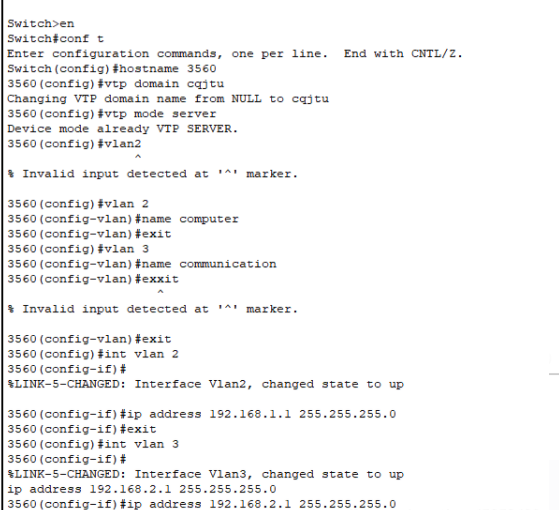 Switch>en
Switch#conf t
Enter configuration commands, one per line.  End with CNTL/Z.
Switch(config)#hostname 3560
3560(config)#vtp domain cqjtu
Changing VTP domain name from NULL to cqjtu
3560(config)#vtp mode server
Device mode already VTP SERVER.
3560(config)#vlan2
^
% Invalid input detected at '^' marker.
3560(config)#vlan 2
3560(config-vlan)#name computer
3560(config-vlan)#exit
3560(config)#vlan 3
3560(config-vlan)#name communication
3560(config-vlan)#exxit
^
% Invalid input detected at '^' marker.
3560(config-vlan)#exit
3560(config)#int vlan 2
3560(config-if)#
%LINK-5-CHANGED: Interface Vlan2, changed state to up
3560(config-if)#ip address 192.168.1.1 255.255.255.0
3560(config-if)#exit
3560(config)#int vlan 3
3560(config-if)#
%LINK-5-CHANGED: Interface Vlan3, changed state to up
ip address 192.168.2.1 255.255.255.0
3560(config-if)#ip address 192.168.2.1 255.255.255.0